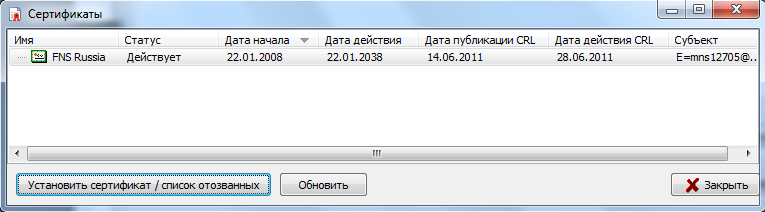 Сертификаты
Имя Статус Дата начала Дата действия Дата публикации CRL Дата действия CRL Субъект
FNS Russia Действует 22.01.2008 22.01.2038 14.06.2011 28.06.2011 E=mns12705@..
Установить сертификат / список отозванных Обновить Закрыть